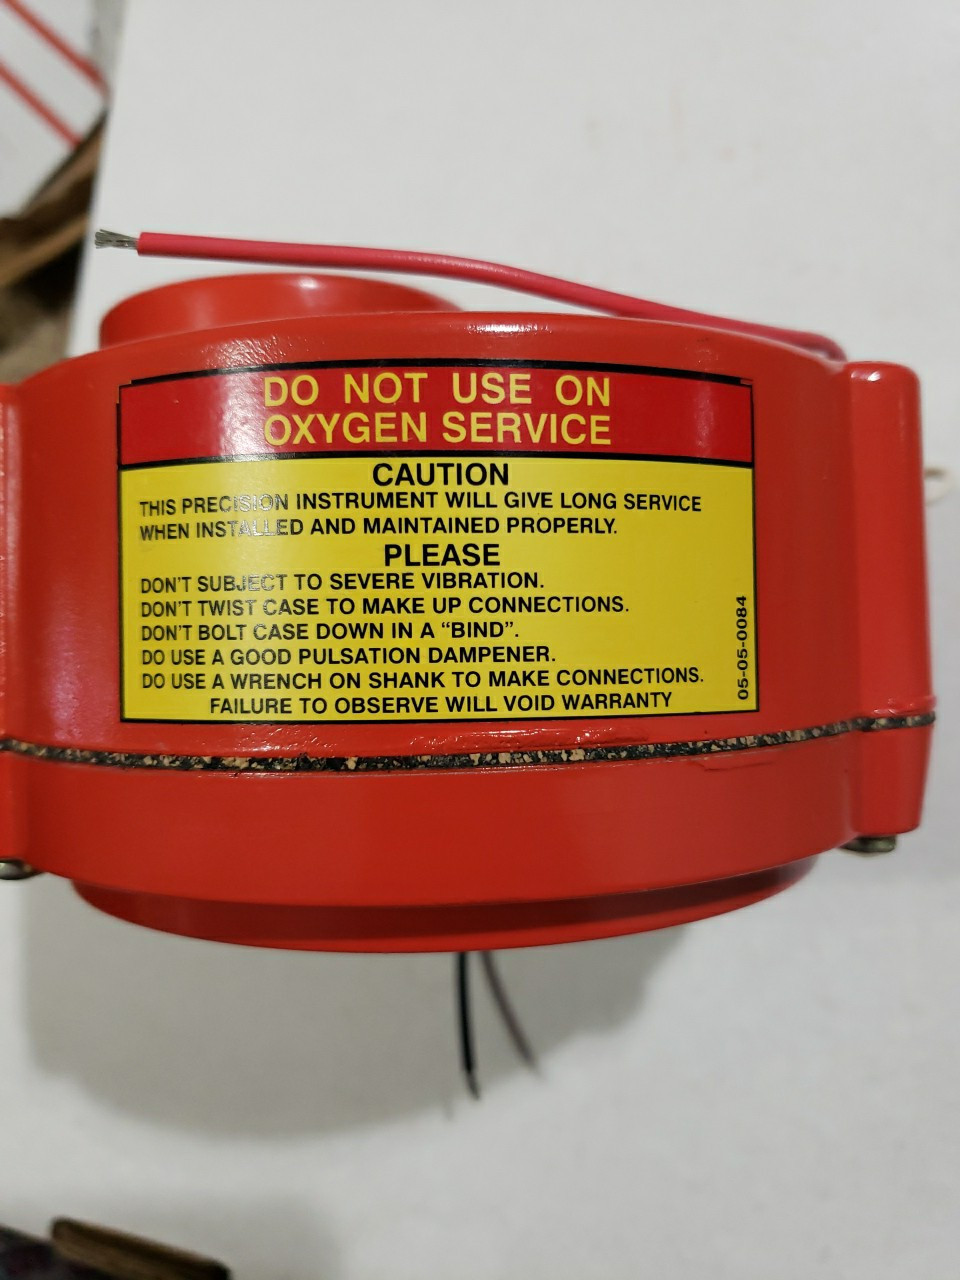 DO NOT USE ON
OXYGEN SERVICE
CAUTION
THIS PRECISION INSTRUMENT WILL GIVE LONG SERVICE
WHEN INSTALLED AND MAINTAINED PROPERLY.
PLEASE
DON'T SUBJECT TO SEVERE VIBRATION.
DON'T TWIST CASE TO MAKE UP CONNECTIONS.
DON'T BOLT CASE DOWN IN A “BIND”.
DO USE A GOOD PULSATION DAMPENER.
DO USE A WRENCH ON SHANK TO MAKE CONNECTIONS.
FAILURE TO OBSERVE WILL VOID WARRANTY
05-05-0084